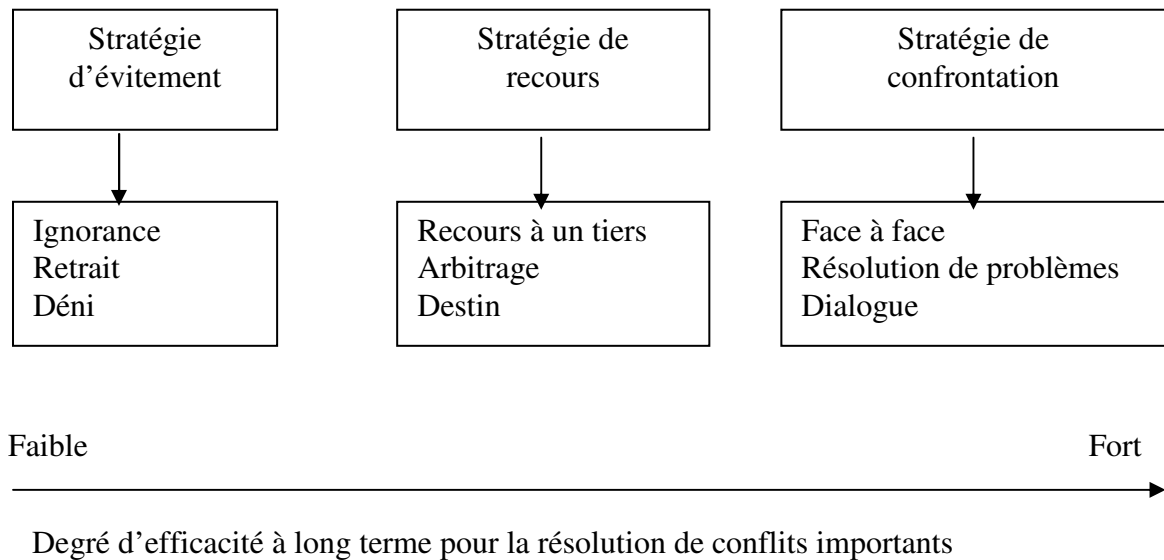 Stratégie
d’évitement
Stratégie de
recours
Stratégie de
confrontation
Ignorance
Retrait
Déni
Recours à un tiers
Arbitrage
Destin
Face à face
Résolution de problèmes
Dialogue
Faible
Fort
Degré d’efficacité à long terme pour la résolution de conflits importants